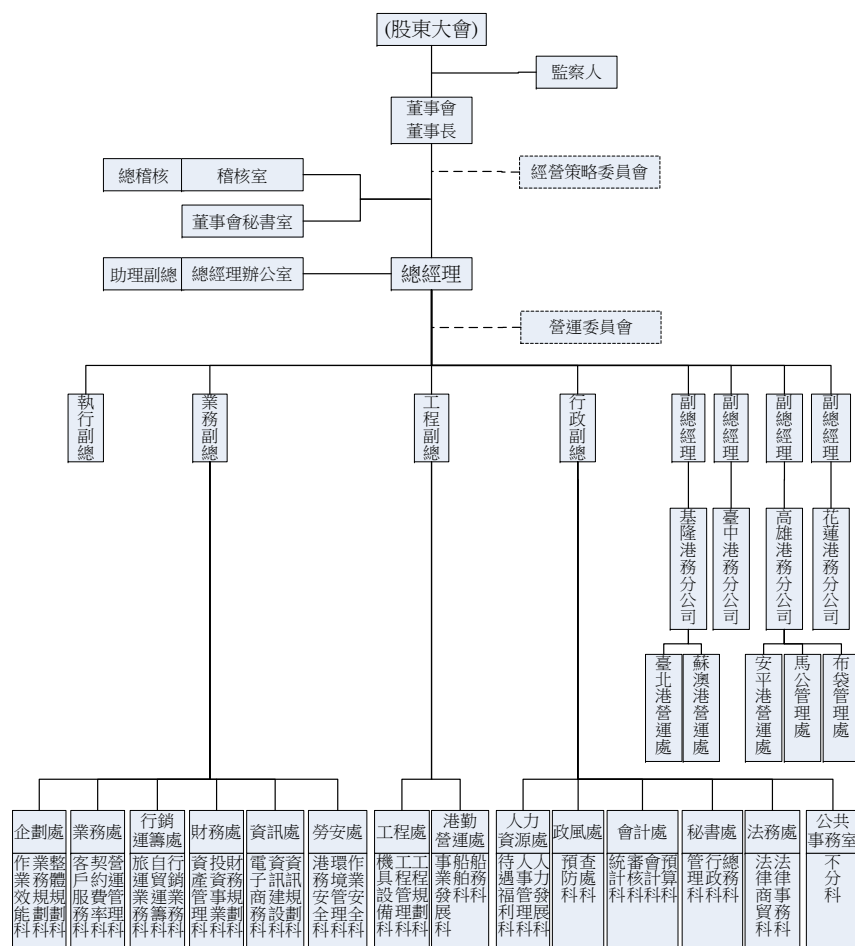 (股東大會)
監察人
董事會
董事長
經營策略委員會
總稽核
稽核室
董事會秘書室
助理副總
總經理辦公室
總經理
營運委員會
執行副總
業務副總
工程副總
行政副總
副總經理
副總經理
副總經理
副總經理
基隆港務分公司
臺中港務分公司
高雄港務分公司
花蓮港務分公司
臺北港營運處
蘇澳港營運處
安平港營運處
馬公管理處
布袋管理處
企劃處
整體規劃科
業務規劃科
作業效能科
業務處
營運管理科
契約費率科
客戶服務科
行銷
運籌處
行銷業務科
自貿運籌科
旅運業務科
財務處
財務規劃科
投資事業科
資產管理科
資訊處
資訊規劃科
資訊建設科
電子商務科
勞安處
作業安全科
環境管理科
港務安全科
工程處
工程規劃科
工程管理科
機具設備科
港勤
營運處
船務科
船舶科
事業發展科
人力
資源處
人力發展科
人事管理科
待遇福利科
政風處
查處科
預防科
會計處
預算科
會計科
審核科
統計科
秘書處
總務科
行政科
管理科
法務處
法律事務科
法律商貿科
公共
事務室
不分科